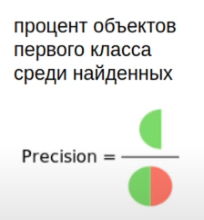 процент объектов
первого класса
среди найденных
Precision =